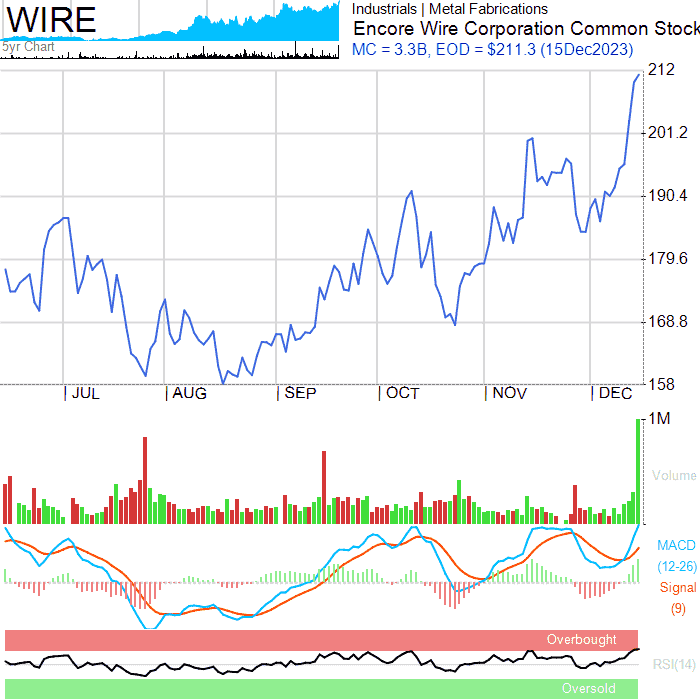 WIRE
5yr Chart
Industrials | Metal Fabrications
Encore Wire Corporation Common Stock
MC = 3.3B, EOD = $211.3 (15Dec2023)
212
201.2
190.4
179.6
168.8
158
| JUL | AUG | SEP | OCT | NOV | DEC
1M
Volume
MACD
(12-26)
Signal
(9)
Overbought
RSI(14)
Oversold